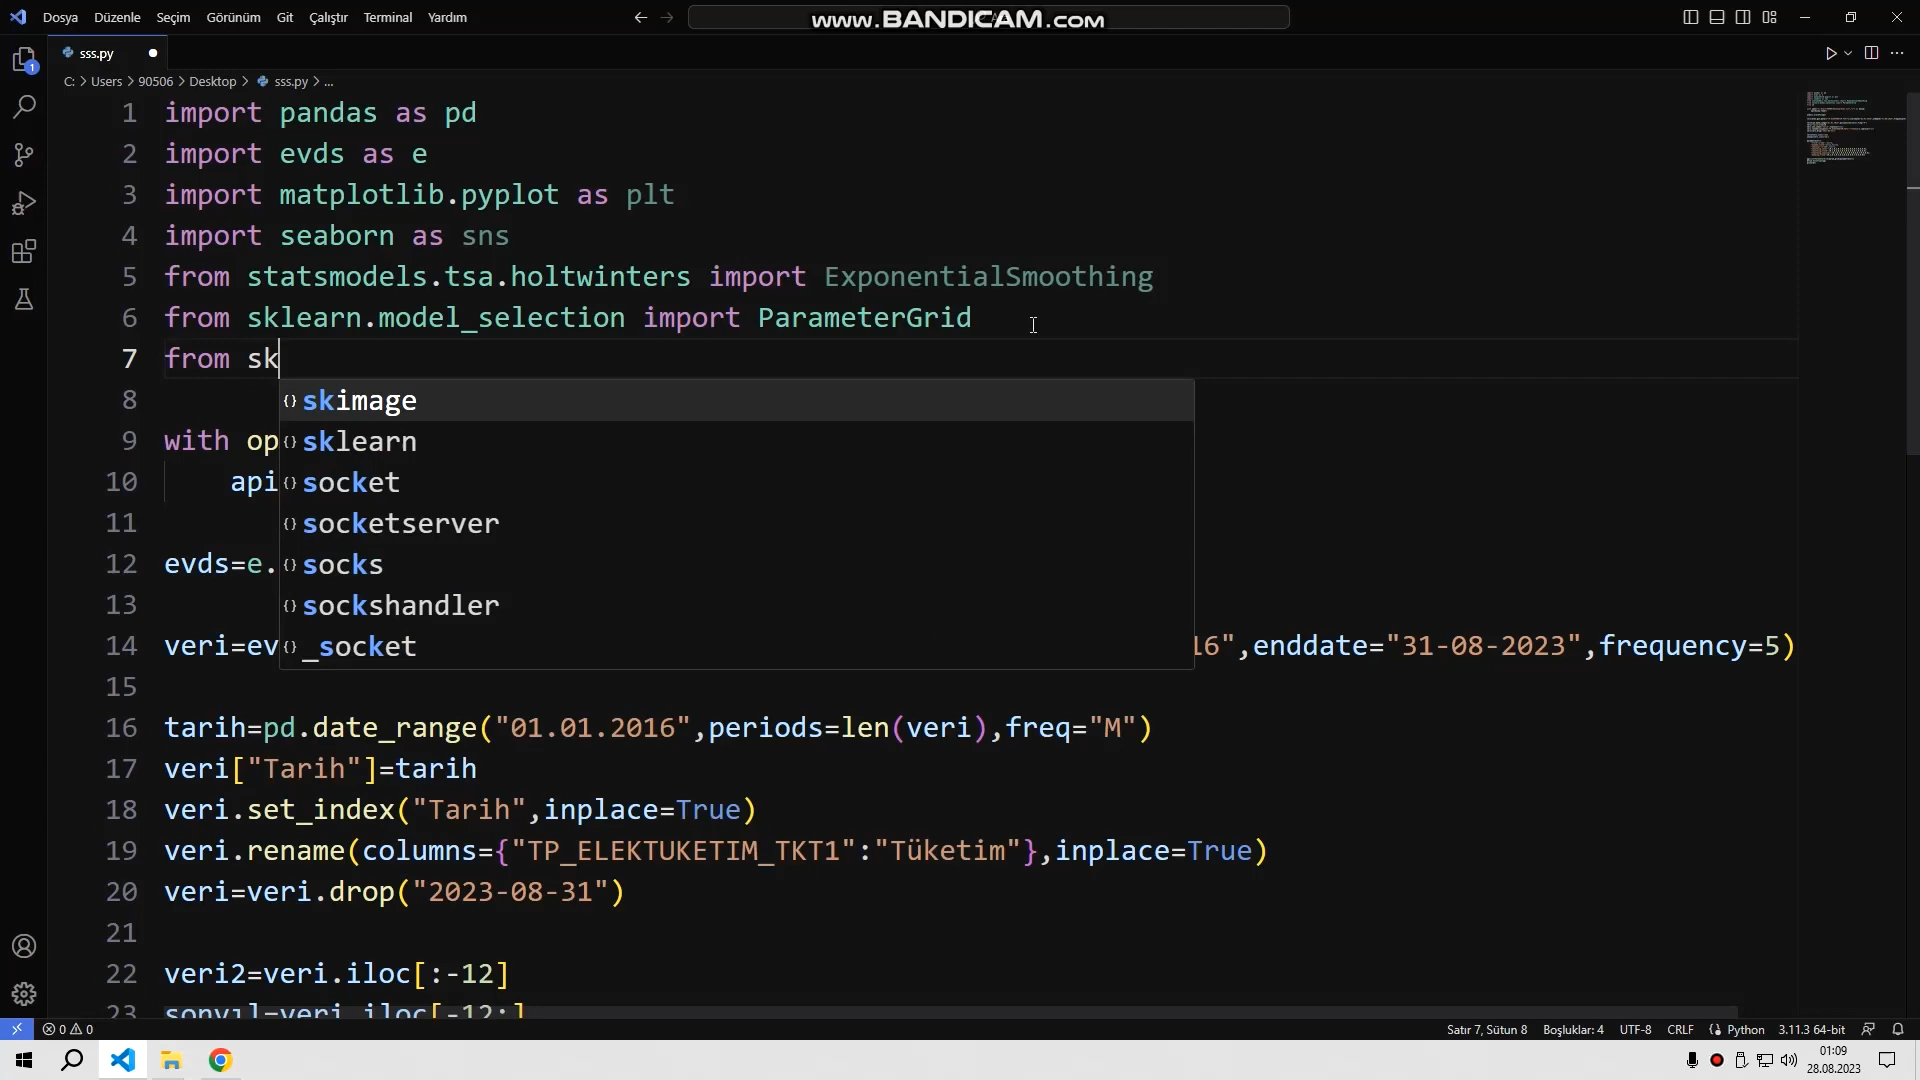 Dosya Düzenle Seçim Görünüm Git Çalıştır Terminal Yardım
www.BANDICAM.com
sss.py
C: > Users > 90506 > Desktop > sss.py > ...
1 import pandas as pd
2 import evds as e
3 import matplotlib.pyplot as plt
4 import seaborn as sns
5 from statsmodels.tsa.holtwinters import ExponentialSmoothing
6 from sklearn.model_selection import ParameterGrid
7 from sk
8 skimage
9 with op sklearn
10 api socket
11 socketserver
12 evds=e. socks
13 sockshandler
14 veri=ev _socket 16",enddate="31-08-2023",frequency=5)
15
16 tarih=pd.date_range("01.01.2016",periods=len(veri),freq="M")
17 veri["Tarih"]=tarih
18 veri.set_index("Tarih",inplace=True)
19 veri.rename(columns={"TP_ELEKTUKETIM_TKT1":"Tüketim"},inplace=True)
20 veri=veri.drop("2023-08-31")
21
22 veri2=veri.iloc[:-12]
23 sonyıl=veri.iloc[-12:]
1
0 0
Satır 7, Sütun 8 Boşluklar: 4 UTF-8 CRLF Python 3.11.3 64-bit
01:09
28.08.2023